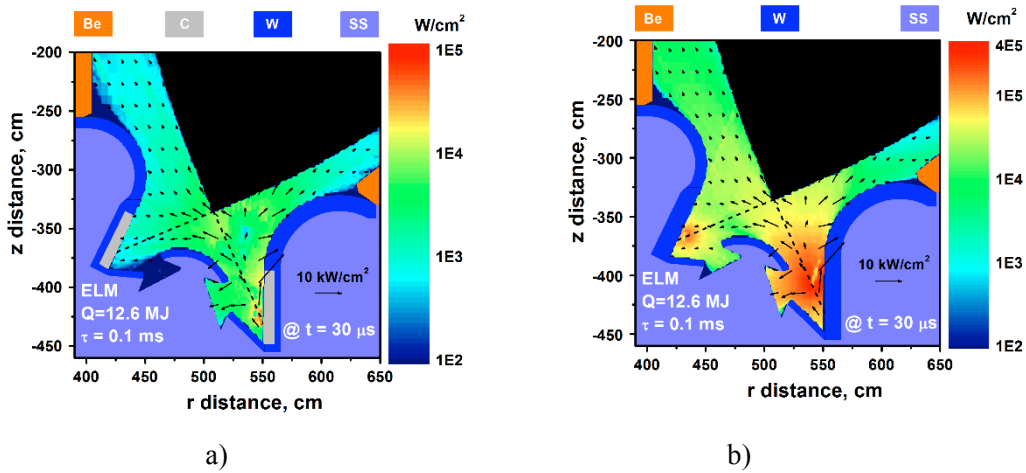 Be C W SS W/cm²
-200
-250
-300
-350
-400
-450
z distance, cm
1E5
1E4
1E3
1E2
ELM
Q=12.6 MJ
τ = 0.1 ms
10 kW/cm²
@ t = 30 μs
400 450 500 550 600 650
r distance, cm
a)
Be W SS W/cm²
-200
-250
-300
-350
-400
-450
z distance, cm
4E5
1E5
1E4
1E3
1E2
ELM
Q=12.6 MJ
τ = 0.1 ms
10 kW/cm²
@ t = 30 μs
400 450 500 550 600 650
r distance, cm
b)